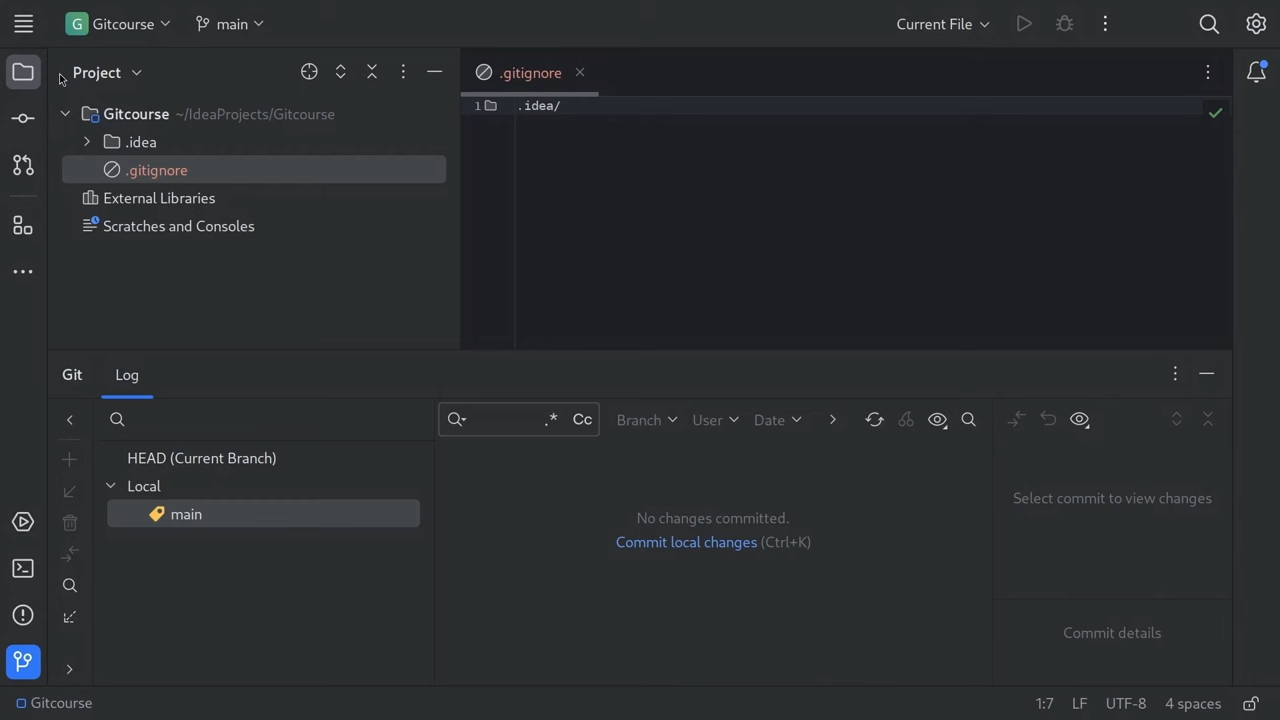 G Gitcourse main Current File
Project
.gitignore
Gitcourse ~/IdeaProjects/Gitcourse
.idea
.gitignore
External Libraries
Scratches and Consoles
1 .idea/
Git Log
.* Cc Branch User Date
HEAD (Current Branch)
Local
main
No changes committed.
Commit local changes (Ctrl+K)
Select commit to view changes
Commit details
Gitcourse 1:7 LF UTF-8 4 spaces